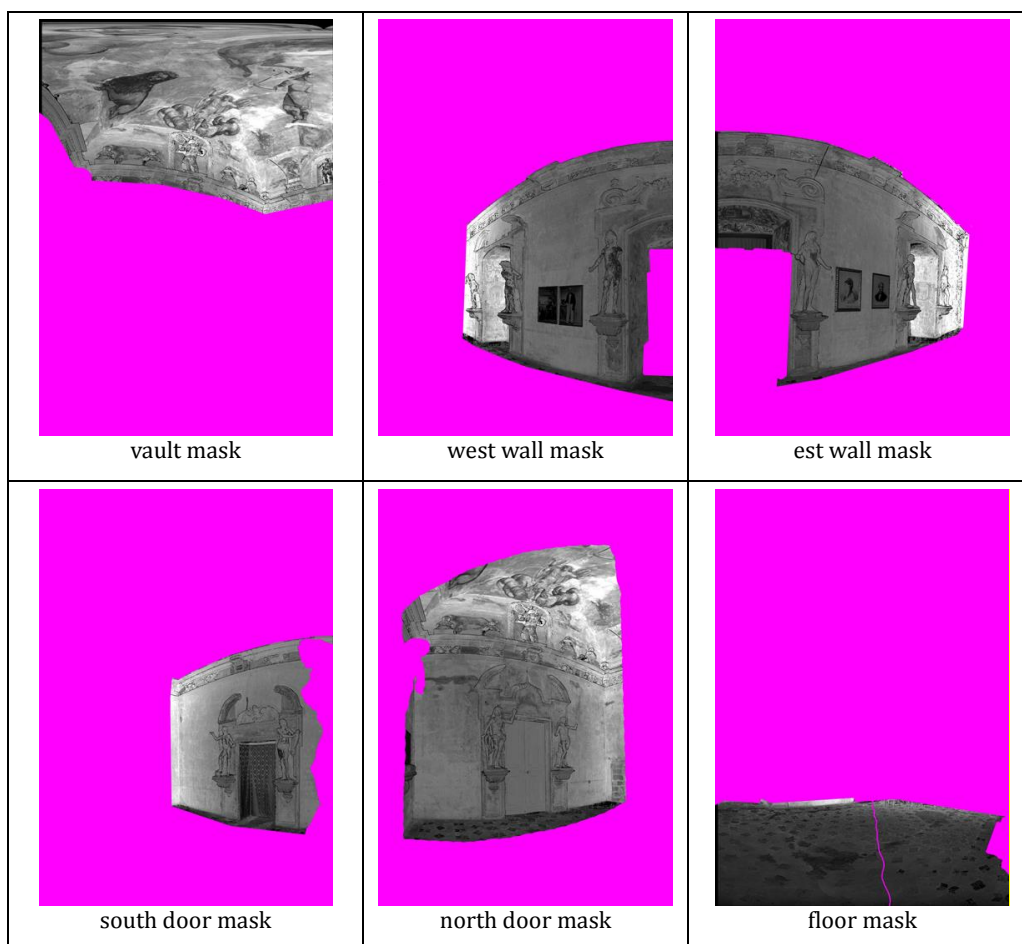 vault mask
west wall mask
est wall mask
south door mask
north door mask
floor mask